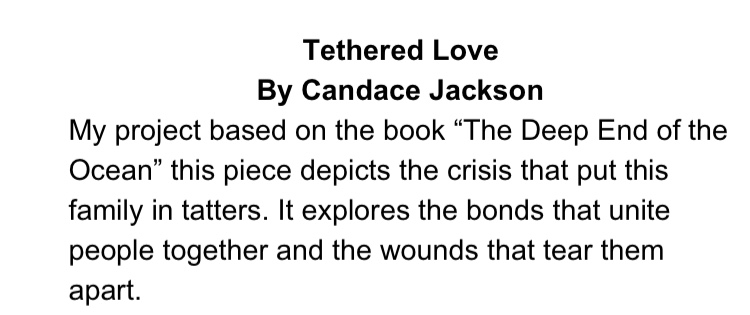 Tethered Love
By Candace Jackson
My project based on the book “The Deep End of the
Ocean” this piece depicts the crisis that put this
family in tatters. It explores the bonds that unite
people together and the wounds that tear them
apart.